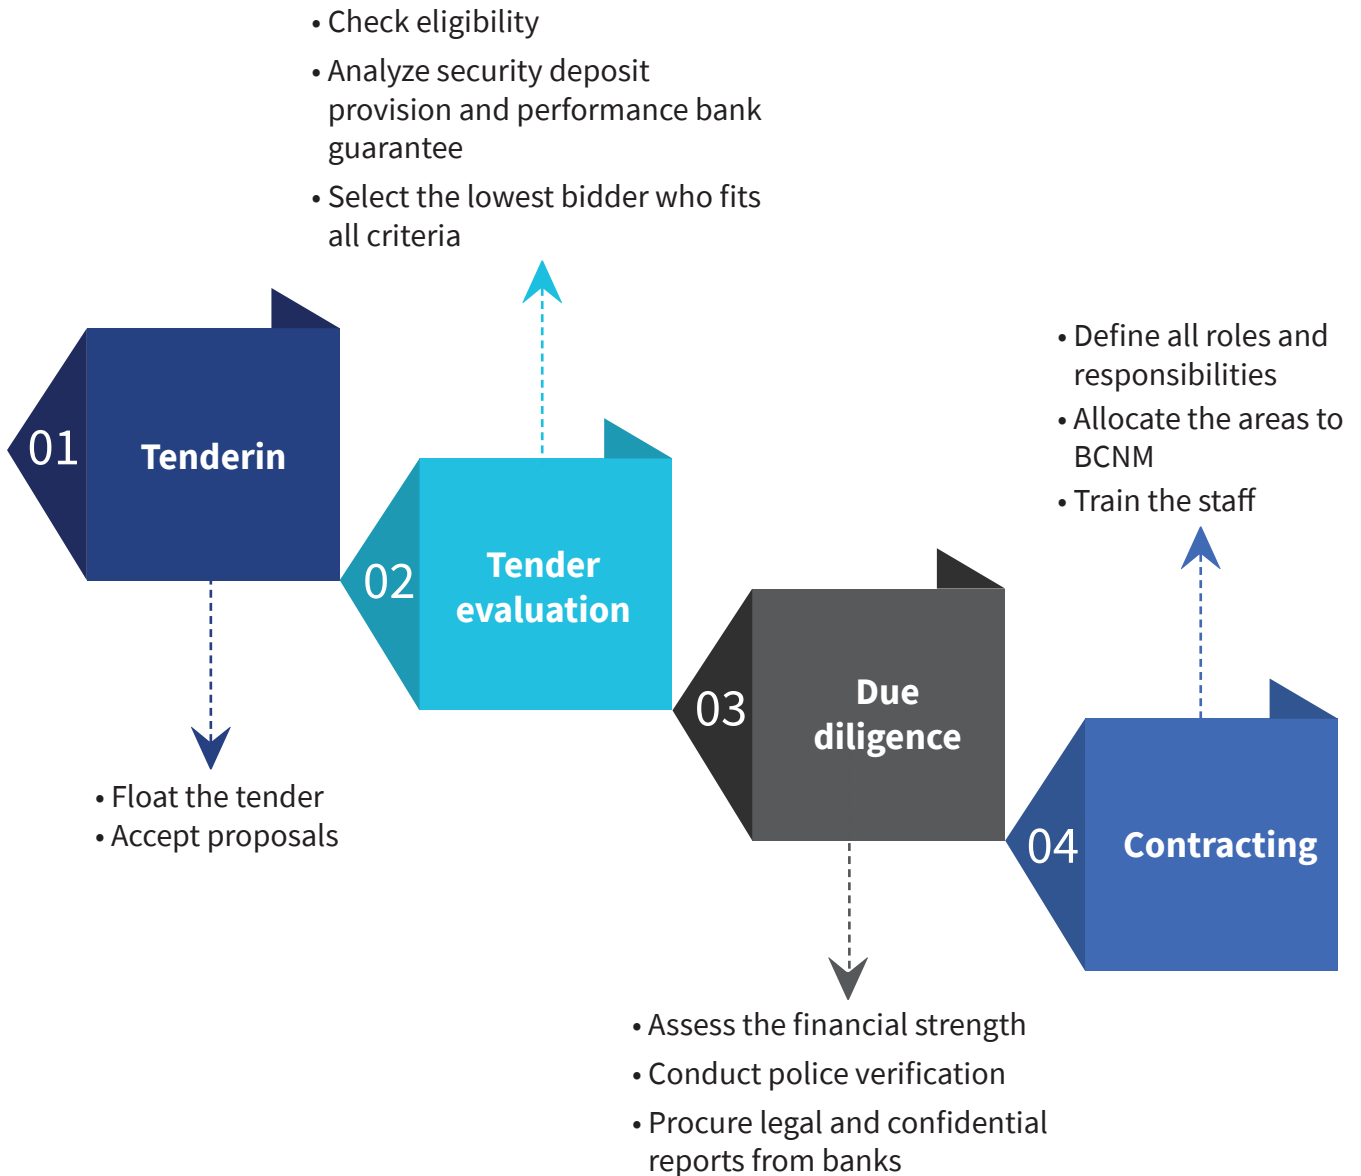 • Check eligibility
• Analyze security deposit
provision and performance bank
guarantee
• Select the lowest bidder who fits
all criteria
01
Tenderin
• Float the tender
• Accept proposals
02
Tender
evaluation
03
Due
diligence
• Assess the financial strength
• Conduct police verification
• Procure legal and confidential
reports from banks
• Define all roles and
responsibilities
• Allocate the areas to
BCNM
• Train the staff
04
Contracting